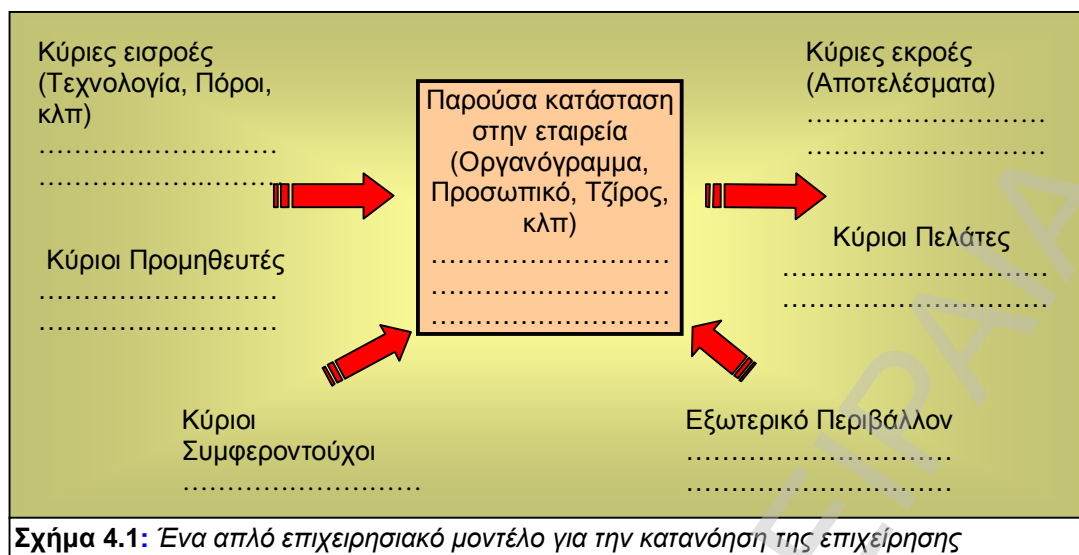 Κύριες εισροές
(Τεχνολογία, Πόροι,
κλπ)
………………………
………………………
Κύριοι Προμηθευτές
………………………
………………………
Κύριοι
Συμφεροντούχοι
………………………
Παρούσα κατάσταση
στην εταιρεία
(Οργανόγραμμα,
Προσωπικό, Τζίρος,
κλπ)
………………………
………………………
………………………
Κύριες εκροές
(Αποτελέσματα)
………………………
………………………
Κύριοι Πελάτες
…………………………
…………………………
Εξωτερικό Περιβάλλον
…………………………
…………………………
Σχήμα 4.1: Ένα απλό επιχειρησιακό μοντέλο για την κατανόηση της επιχείρησης
ΕΙΡΑΙΑ